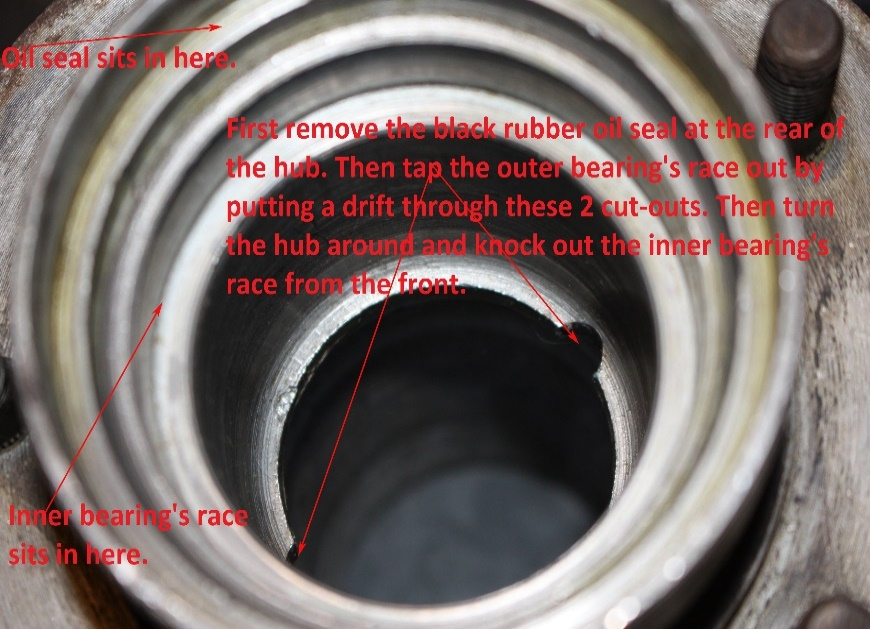 Oil seal sits in here.
First remove the black rubber oil seal at the rear of
the hub. Then tap the outer bearing's race out by
putting a drift through these 2 cut-outs. Then turn
the hub around and knock out the inner bearing's
race from the front.
Inner bearing's race
sits in here.